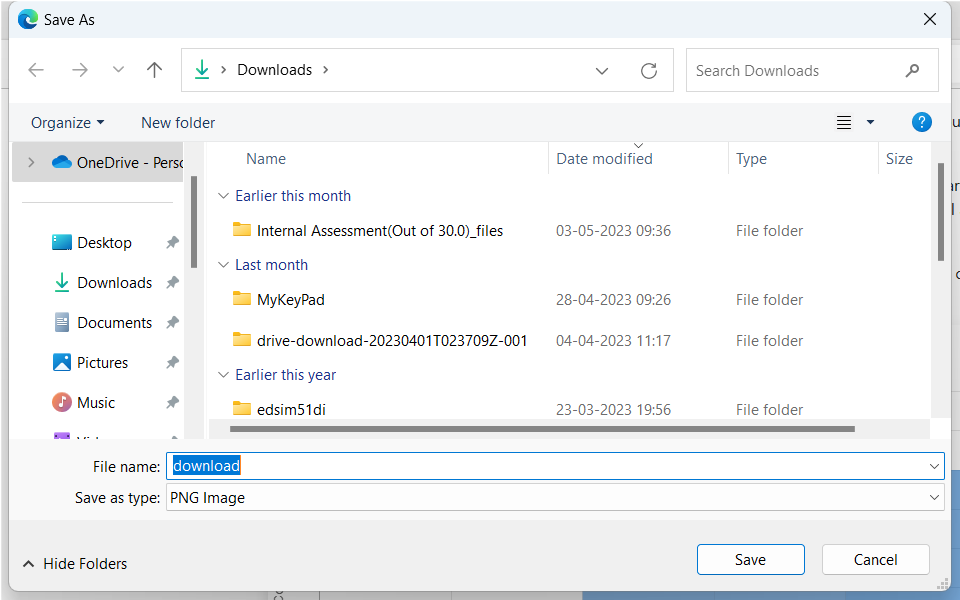 Save As
Downloads
Search Downloads
Organize
New folder
?
OneDrive - Perso
Name
Date modified
Type
Size
Earlier this month
Internal Assessment(Out of 30.0)_files
03-05-2023 09:36
File folder
Last month
MyKeyPad
28-04-2023 09:26
File folder
drive-download-20230401T023709Z-001
04-04-2023 11:17
File folder
Earlier this year
edsim51di
23-03-2023 19:56
File folder
Desktop
Downloads
Documents
Pictures
Music
File name: download
Save as type: PNG Image
Hide Folders
Save
Cancel